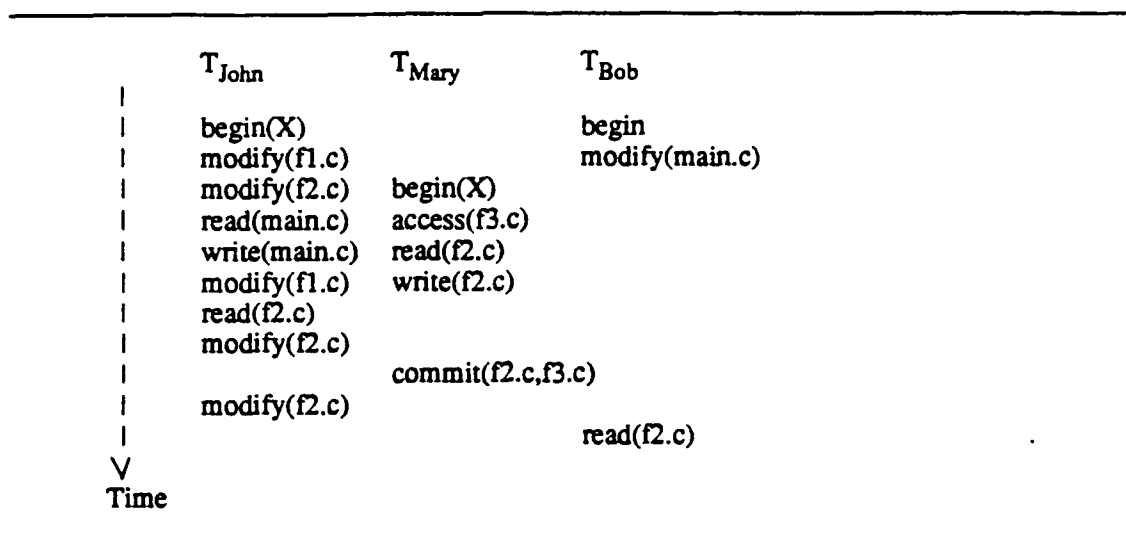 T_John T_Mary T_Bob
begin(X) begin
modify(f1.c) modify(main.c)
modify(f2.c) begin(X)
read(main.c) access(f3.c)
write(main.c) read(f2.c)
modify(f1.c) write(f2.c)
read(f2.c)
modify(f2.c)
commit(f2.c,f3.c)
modify(f2.c)
read(f2.c)
Time